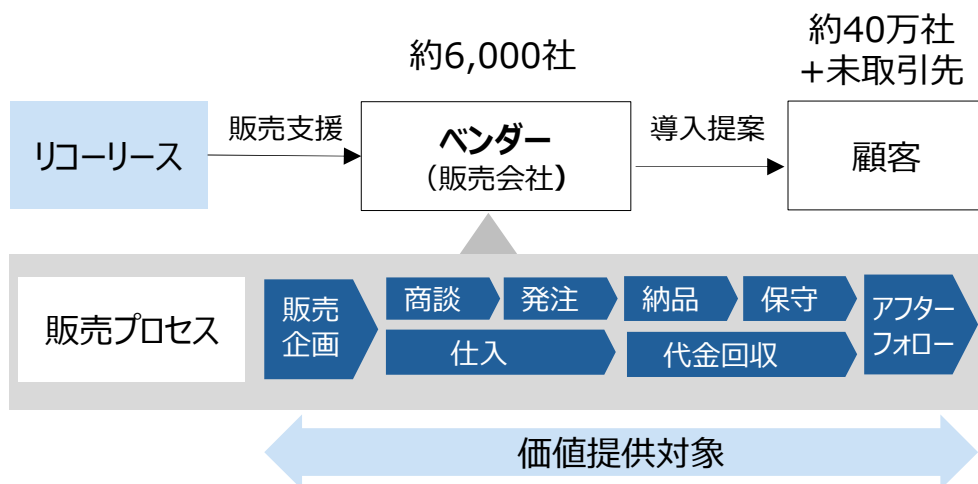 約6,000社
約40万社
+未取引先
リコーリース
販売支援
ベンダー
（販売会社）
導入提案
顧客
販売プロセス
販売
企画
商談
発注
納品
保守
仕入
代金回収
アフター
フォロー
価値提供対象